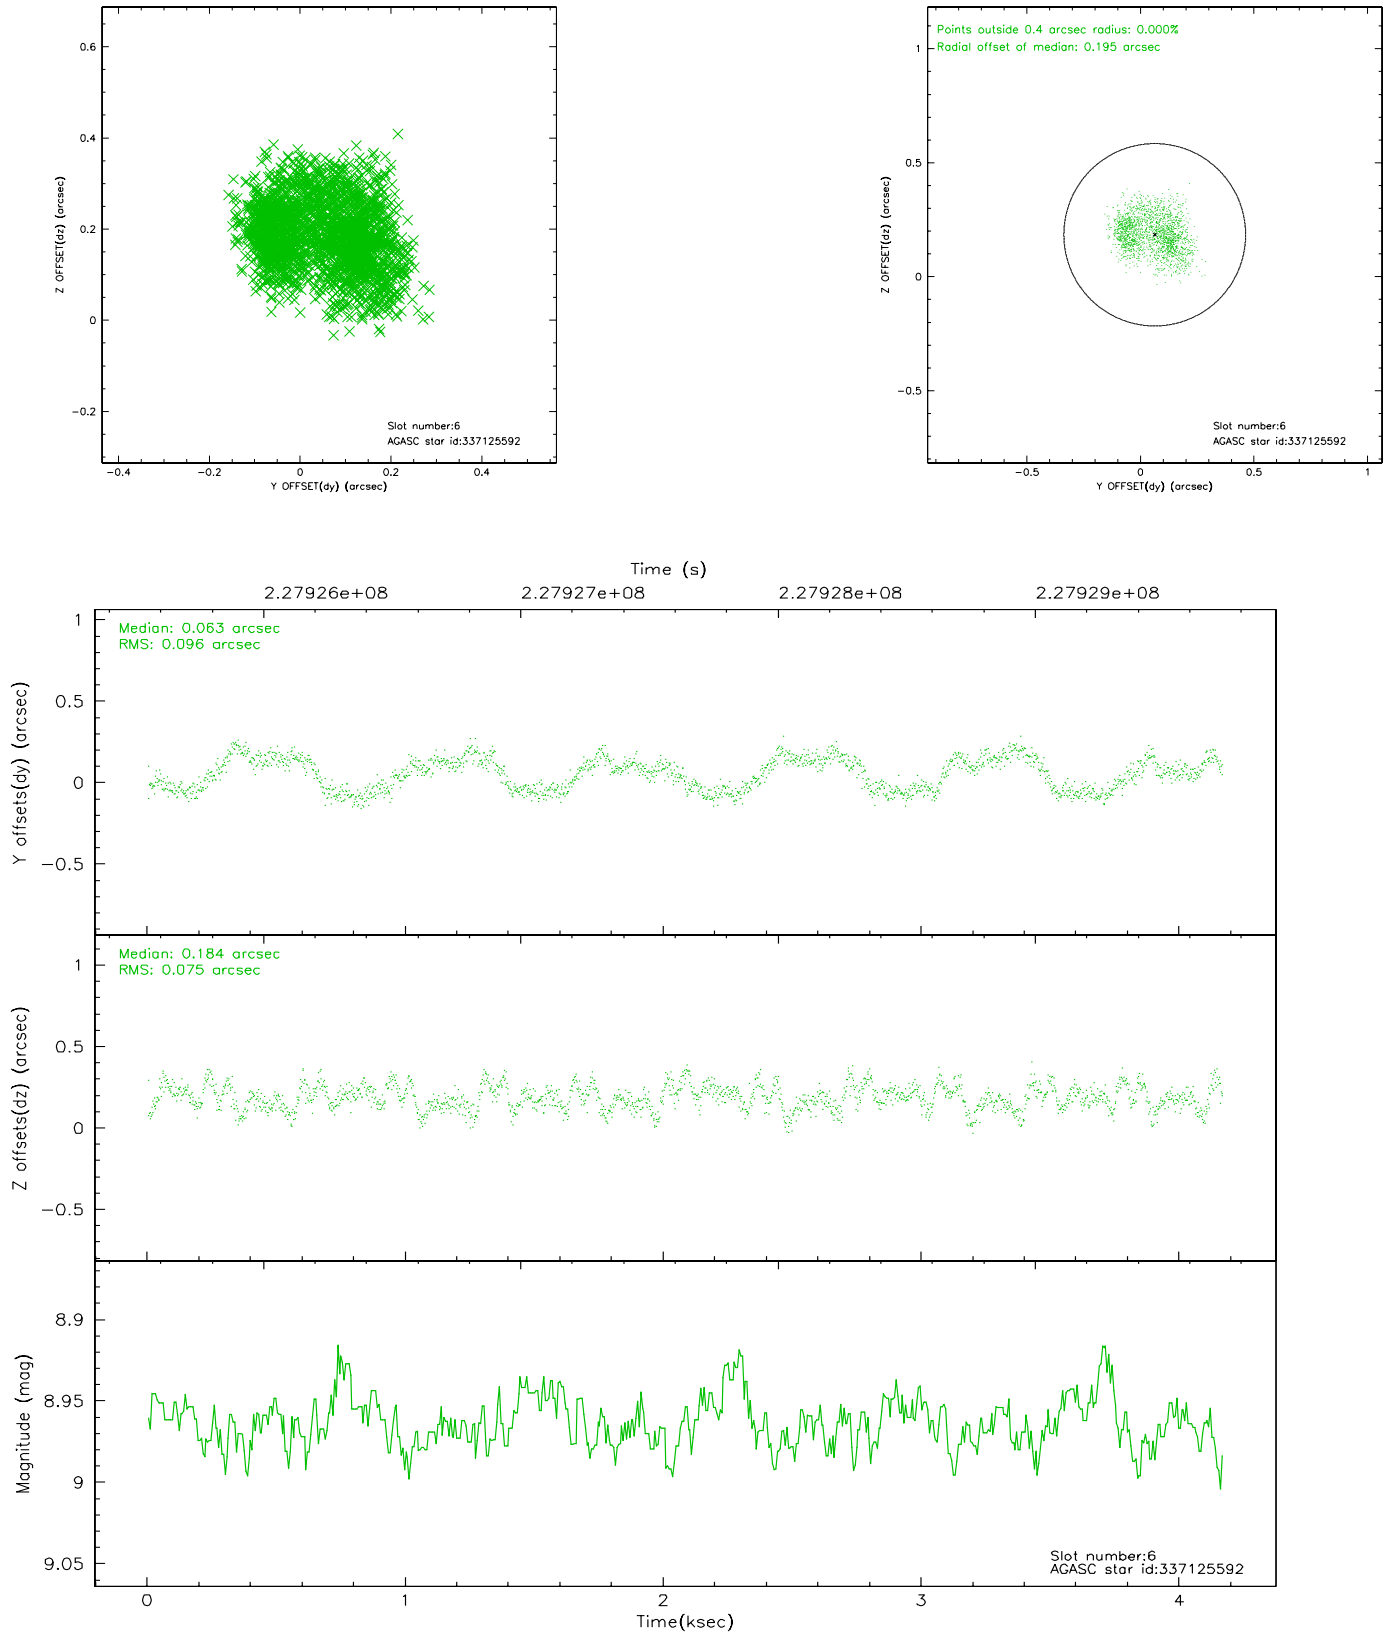 0.6
0.4
0.2
0
-0.2
Z OFFSET(dz) (arcsec)
Slot number:6
AGASC star id:337125592
-0.4 -0.2 0 0.2 0.4
Y OFFSET(dy) (arcsec)
Points outside 0.4 arcsec radius: 0.000%
Radial offset of median: 0.195 arcsec
1
0.5
0
-0.5
Z OFFSET(dz) (arcsec)
Slot number:6
AGASC star id:337125592
-0.5 0 0.5 1
Y OFFSET(dy) (arcsec)
Time (s)
2.27926e+08 2.27927e+08 2.27928e+08 2.27929e+08
Median: 0.063 arcsec
RMS: 0.096 arcsec
1
0.5
0
-0.5
Y offsets(dy) (arcsec)
Median: 0.184 arcsec
RMS: 0.075 arcsec
1
0.5
0
-0.5
Z offsets(dz) (arcsec)
8.9
8.95
9
9.05
Magnitude (mag)
Slot number:6
AGASC star id:337125592
0 1 2 3 4
Time(ksec)